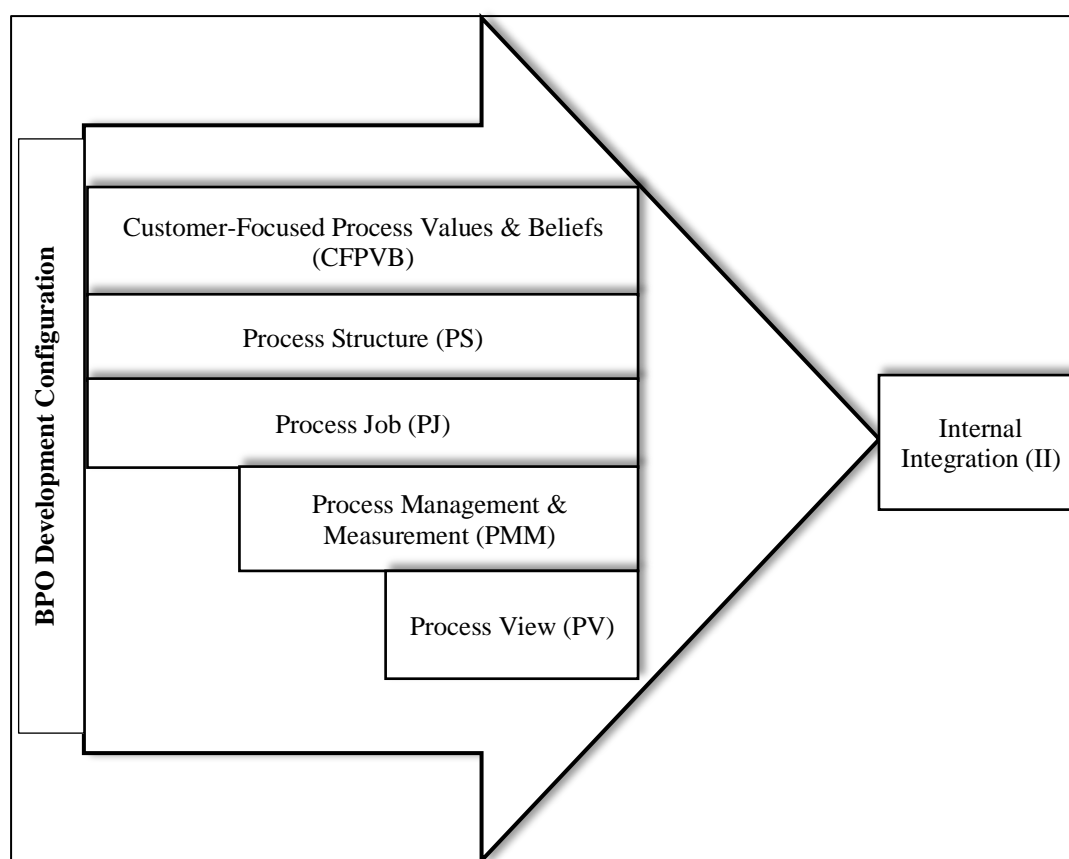 BPO Development Configuration
Customer-Focused Process Values & Beliefs
(CFPVB)
Process Structure (PS)
Process Job (PJ)
Process Management &
Measurement (PMM)
Process View (PV)
Internal
Integration (II)